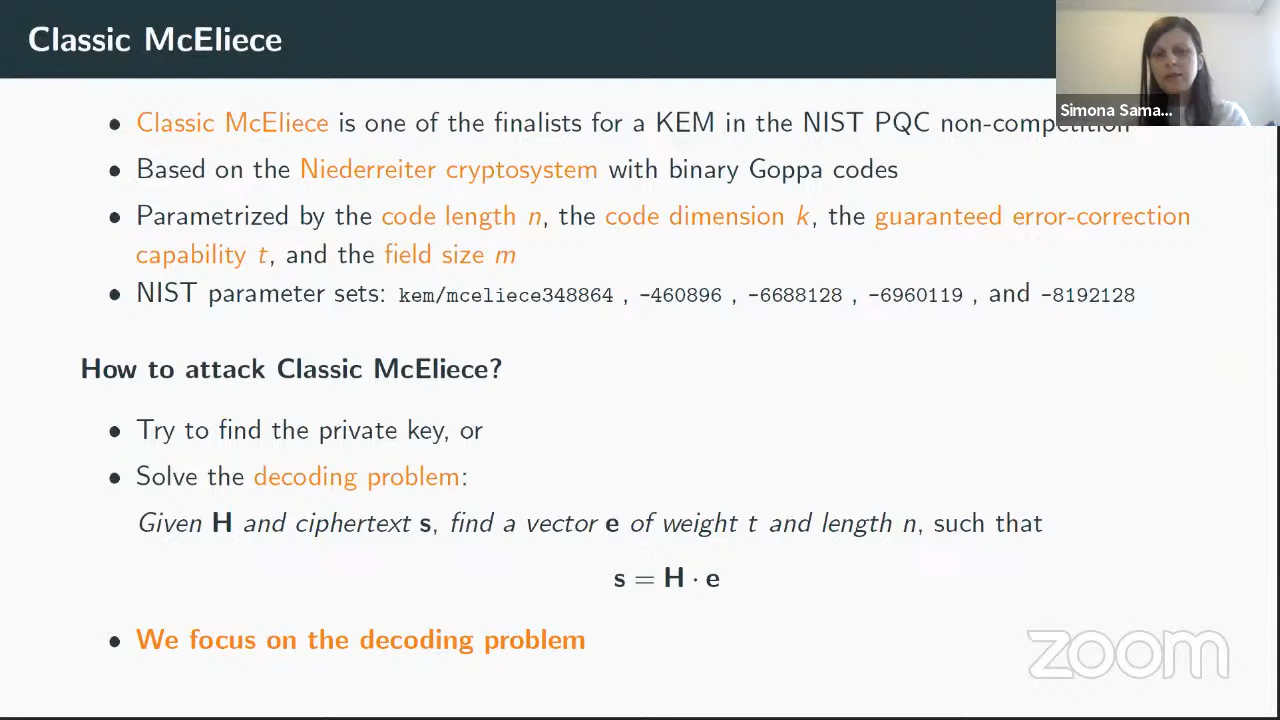 Classic McEliece
Simona Sama...
• Classic McEliece is one of the finalists for a KEM in the NIST PQC non-competition
• Based on the Niederreiter cryptosystem with binary Goppa codes
• Parametrized by the code length n, the code dimension k, the guaranteed error-correction
capability t, and the field size m
• NIST parameter sets: kem/mceliece348864 , -460896 , -6688128 , -6960119 , and -8192128
How to attack Classic McEliece?
• Try to find the private key, or
• Solve the decoding problem:
Given H and ciphertext s, find a vector e of weight t and length n, such that
s = H · e
• We focus on the decoding problem
zoom